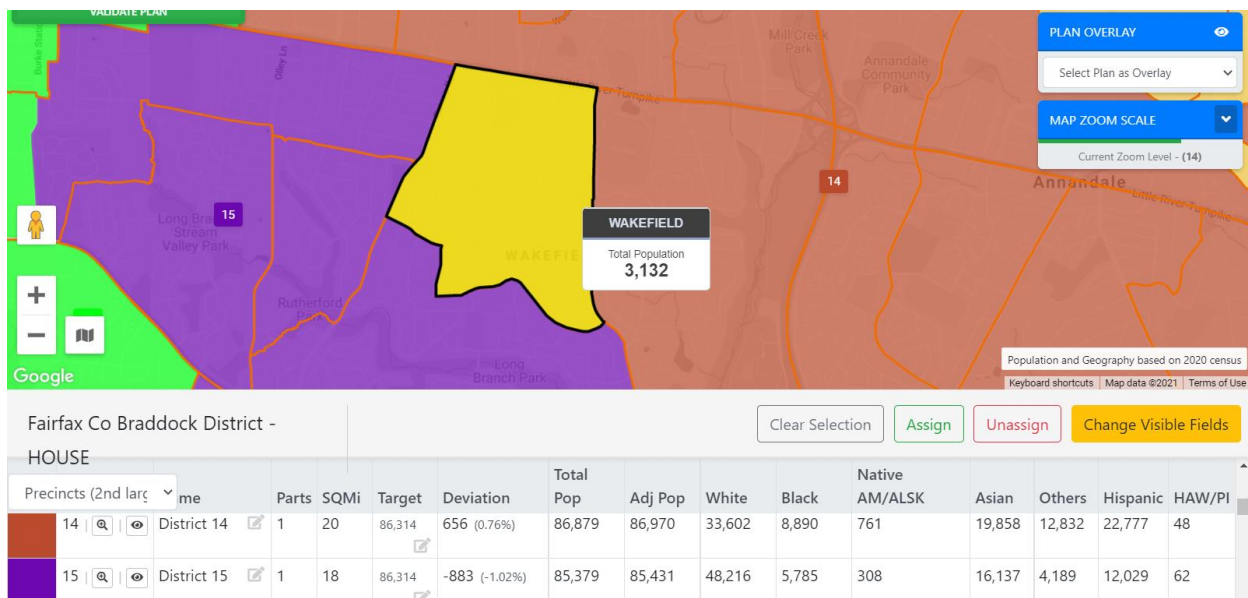 VALIDATE PLAN
Burke Station
Olley Ln
Mill Creek
Park
Annandale
Community
Park
PLAN OVERLAY
Select Plan as Overlay
MAP ZOOM SCALE
Current Zoom Level - (14)
Little River Turnpike
14
Annandale
Little River Turnpike
15
Long Branch
Stream
Valley Park
WAKEFIELD
Total Population
3,132
WAKEFIE
Rutherford
Park
Long
Branch Park
Population and Geography based on 2020 census
Google
Keyboard shortcuts Map data ©2021 Terms of Use
Fairfax Co Braddock District -
HOUSE
Clear Selection Assign Unassign Change Visible Fields
Precincts (2nd larg
me Parts SQMi Target Deviation Total Pop Adj Pop White Black Native AM/ALSK Asian Others Hispanic HAW/PI
14 District 14 1 20 86,314 656 (0.76%) 86,879 86,970 33,602 8,890 761 19,858 12,832 22,777 48
15 District 15 1 18 86,314 -883 (-1.02%) 85,379 85,431 48,216 5,785 308 16,137 4,189 12,029 62